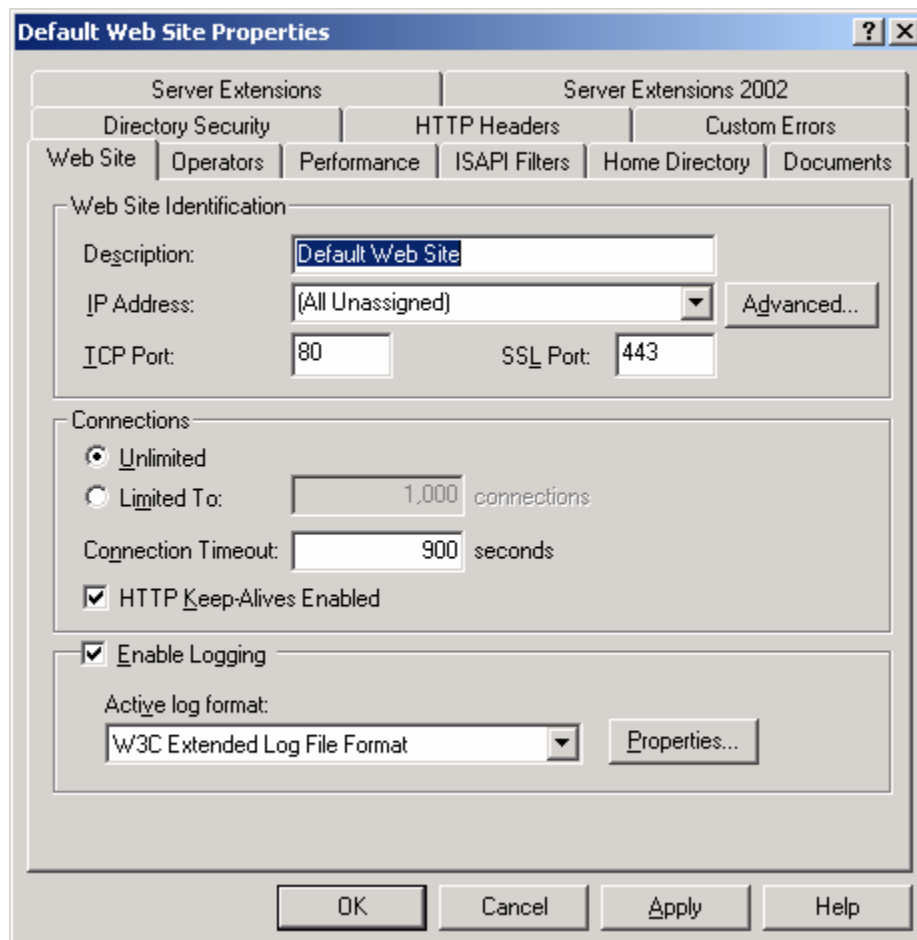 Default Web Site Properties
Server Extensions Server Extensions 2002
Directory Security HTTP Headers Custom Errors
Web Site Operators Performance ISAPI Filters Home Directory Documents
Web Site Identification
Description: Default Web Site
IP Address: (All Unassigned) Advanced...
TCP Port: 80 SSL Port: 443
Connections
Unlimited
Limited To: 1,000 connections
Connection Timeout: 900 seconds
HTTP Keep-Alives Enabled
Enable Logging
Active log format:
W3C Extended Log File Format Properties...
OK Cancel Apply Help